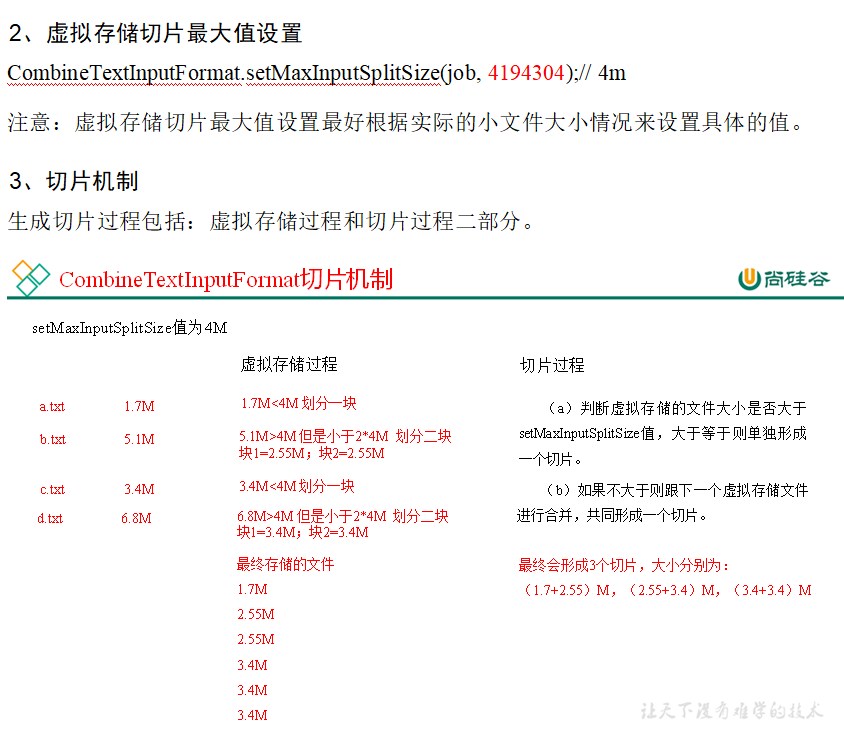 2、虚拟存储切片最大值设置
CombineTextInputFormat.setMaxInputSplitSize(job, 4194304);// 4m
注意：虚拟存储切片最大值设置最好根据实际的小文件大小情况来设置具体的值。
3、切片机制
生成切片过程包括：虚拟存储过程和切片过程二部分。
CombineTextInputFormat切片机制
尚硅谷
setMaxInputSplitSize值为4M
虚拟存储过程
切片过程
a.txt 1.7M 1.7M<4M 划分一块
b.txt 5.1M 5.1M>4M 但是小于2*4M 划分二块
块1=2.55M；块2=2.55M
c.txt 3.4M 3.4M<4M 划分一块
d.txt 6.8M 6.8M>4M 但是小于2*4M 划分二块
块1=3.4M；块2=3.4M
最终存储的文件
1.7M
2.55M
2.55M
3.4M
3.4M
3.4M
（a）判断虚拟存储的文件大小是否大于
setMaxInputSplitSize值，大于等于则单独形成
一个切片。
（b）如果不大于则跟下一个虚拟存储文件
进行合并，共同形成一个切片。
最终会形成3个切片，大小分别为：
（1.7+2.55）M，（2.55+3.4）M，（3.4+3.4）M
让天下没有难学的技术